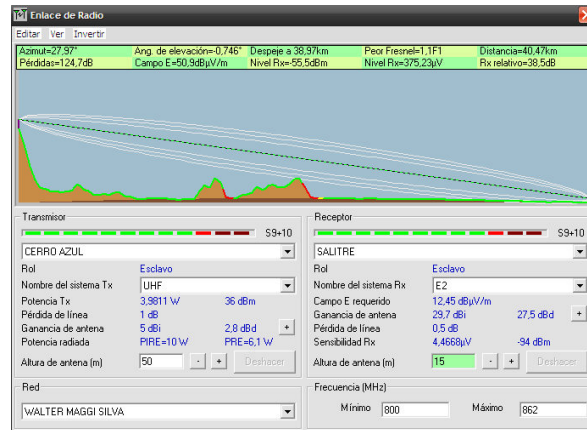 Enlace de Radio
Editar Ver Invertir
Azimut=27,97° Ang. de elevación=-0,746° Despeje a 38,97km Peor Fresnel=1,1F1 Distancia=40,47km
Pérdidas=124,7dB Campo E=50,9dBµV/m Nivel Rx=-55,5dBm Nivel Rx=375,23µV Rx relativo=38,5dB
Transmisor
S9+10
CERRO AZUL
Rol Esclavo
Nombre del sistema Tx UHF
Potencia Tx 3,9811 W 36 dBm
Pérdida de línea 1 dB
Ganancia de antena 5 dBi 2,8 dBd +
Potencia radiada PIRE=10 W PRE=6,1 W
Altura de antena (m) 50 - + Deshacer
Red
WALTER MAGGI SILVA
Receptor
S9+10
SALITRE
Rol Esclavo
Nombre del sistema Rx E2
Campo E requerido 12,45 dBµV/m
Ganancia de antena 29,7 dBi 27,5 dBd +
Pérdida de línea 0,5 dB
Sensibilidad Rx 4,4668µV -94 dBm
Altura de antena (m) 15 - + Deshacer
Frecuencia (MHz)
Mínimo 800 Máximo 862